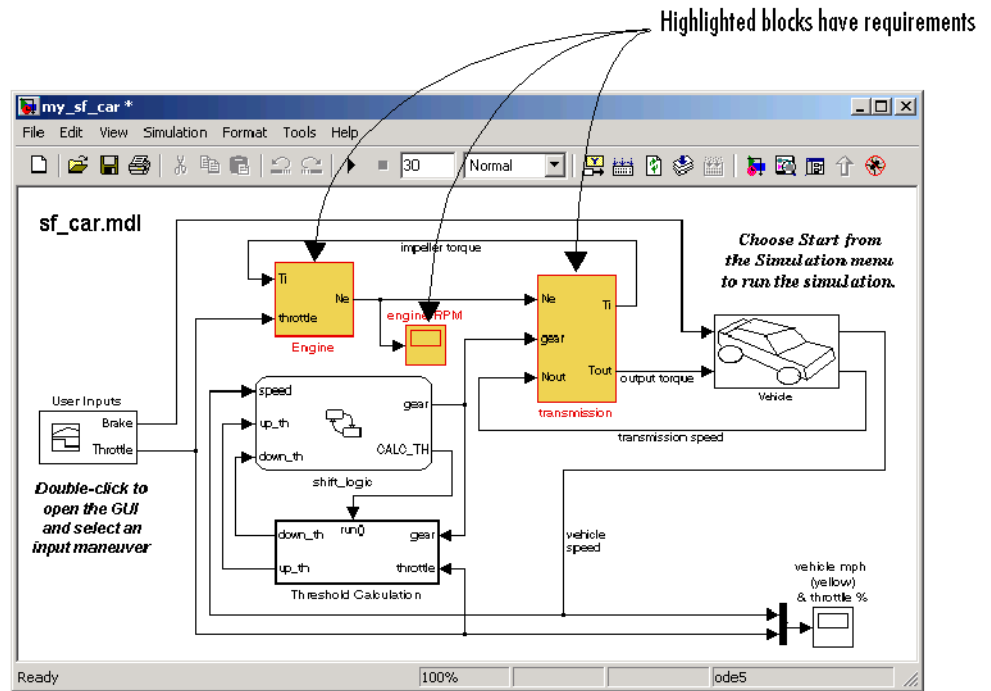 Highlighted blocks have requirements
my_sf_car *
File Edit View Simulation Format Tools Help
30 Normal
sf_car.mdl
impeller torque
Choose Start from
the Simulation menu
to run the simulation.
Ti
Ne
throttle
Engine
engine RPM
Ne
Ti
gear
Nout
Tout
transmission
output torque
Vehicle
transmission speed
User Inputs
Brake
Throttle
Double-click to
open the GUI
and select an
input maneuver
speed
gear
up_th
CALC_TH
down_th
shift_logic
run()
down_th
gear
up_th
throttle
Threshold Calculation
vehicle
speed
vehicle mph
(yellow)
& throttle %
Ready 100% ode5